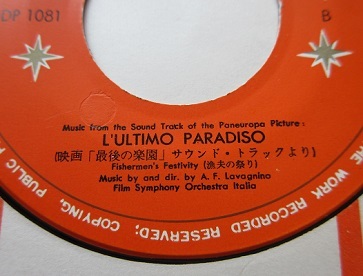 DP 1081
B
Music from the Sound Track of the Paneuropa Picture:
L'ULTIMO PARADISO
(映画「最後の楽園」サウンド・トラックより)
Fishermen's Festivity (漁夫の祭り)
Music by and dir. by A. F. Lavagnino
Film Symphony Orchestra Italia
THE WORK RECORDED RESERVED; COPYING, PUBLIC